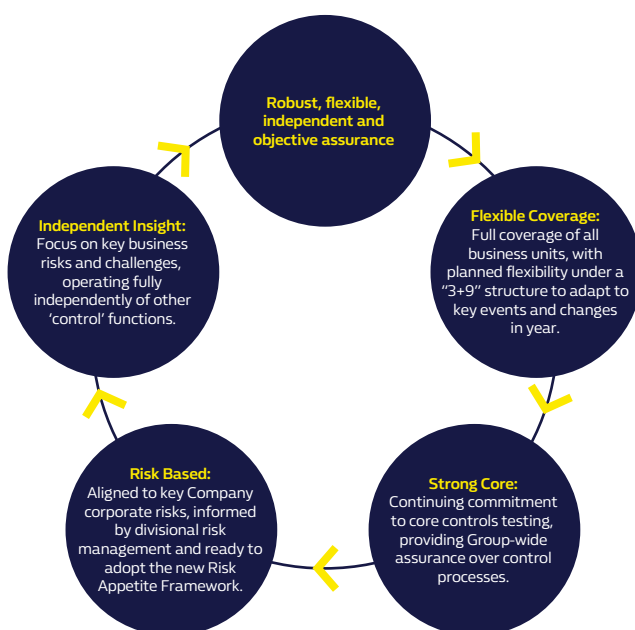 Robust, flexible,
independent and
objective assurance
Flexible Coverage:
Full coverage of all
business units, with
planned flexibility under a
“3+9” structure to adapt to
key events and changes
in year.
Strong Core:
Continuing commitment
to core controls testing,
providing Group-wide
assurance over control
processes.
Risk Based:
Aligned to key Company
corporate risks, informed
by divisional risk
management and ready to
adopt the new Risk
Appetite Framework.
Independent Insight:
Focus on key business
risks and challenges,
operating fully
independently of other
‘control’ functions.